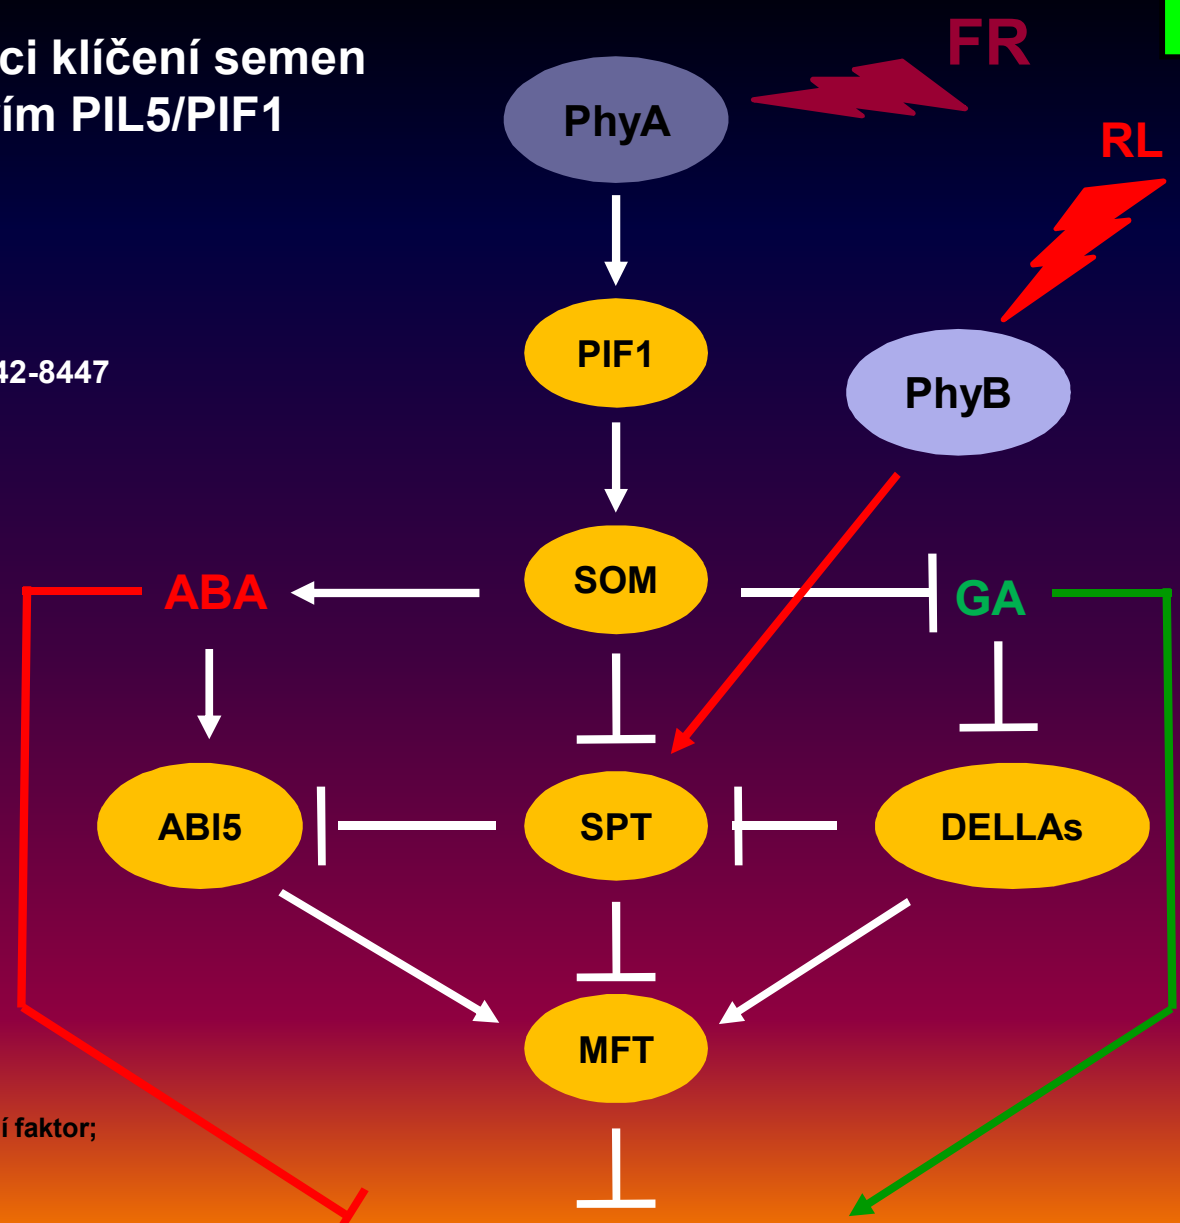 ci klíčení semen
ím PIL5/PIF1
FR
PhyA
RL
PIF1
42-8447
PhyB
SOM
ABA
GA
ABI5
SPT
DELLAs
MFT
í faktor;